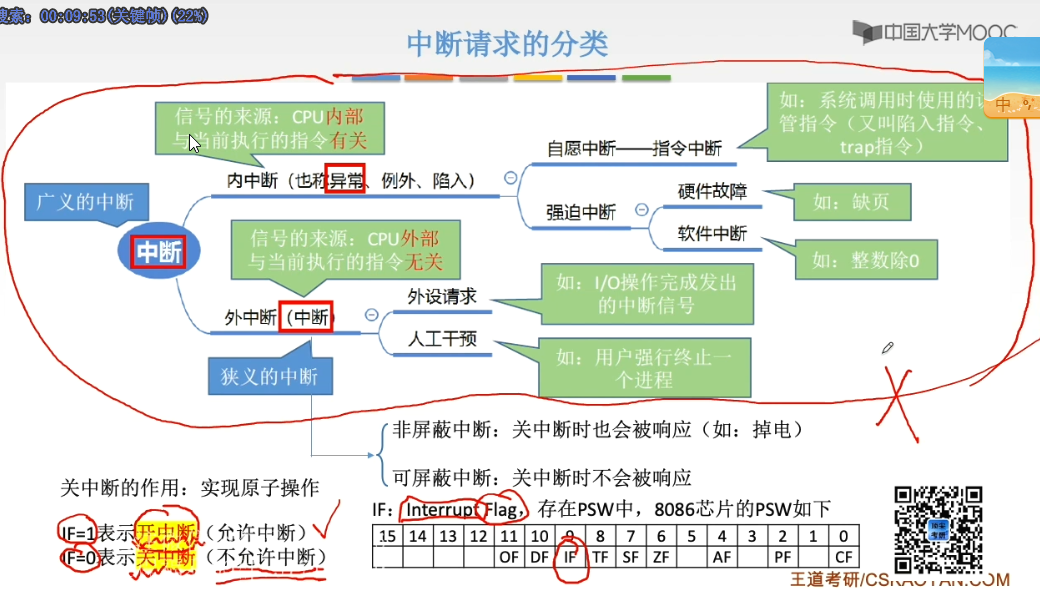 搜索: 00:09:53(关键帧)(22%)
中国大学MOOC
中断请求的分类
中
信号的来源：CPU内部
与当前执行的指令有关
如：系统调用时使用的
管指令（又叫陷入指令、
trap指令）
自愿中断——指令中断
内中断（也称异常、例外、陷入）
硬件故障
如：缺页
广义的中断
强迫中断
软件中断
如：整数除0
中断
信号的来源：CPU外部
与当前执行的指令无关
外设请求
如：I/O操作完成发出
的中断信号
外中断（中断）
人工干预
如：用户强行终止一
个进程
狭义的中断
非屏蔽中断：关中断时也会被响应（如：掉电）
可屏蔽中断：关中断时不会被响应
关中断的作用：实现原子操作
IF=1表示开中断（允许中断）
IF=0表示关中断（不允许中断）
IF：Interrupt Flag，存在PSW中，8086芯片的PSW如下
15 14 13 12 11 10 9 8 7 6 5 4 3 2 1 0
OF DF IF TF SF ZF AF PF CF
王道考研/CSKAOYAN.COM